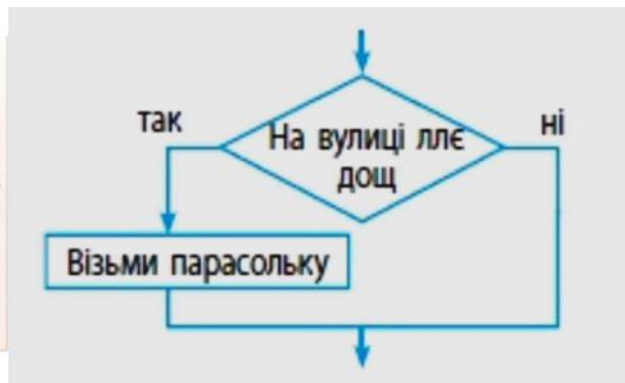 так
На вулиці ллє
дощ
ні
Візьми парасольку